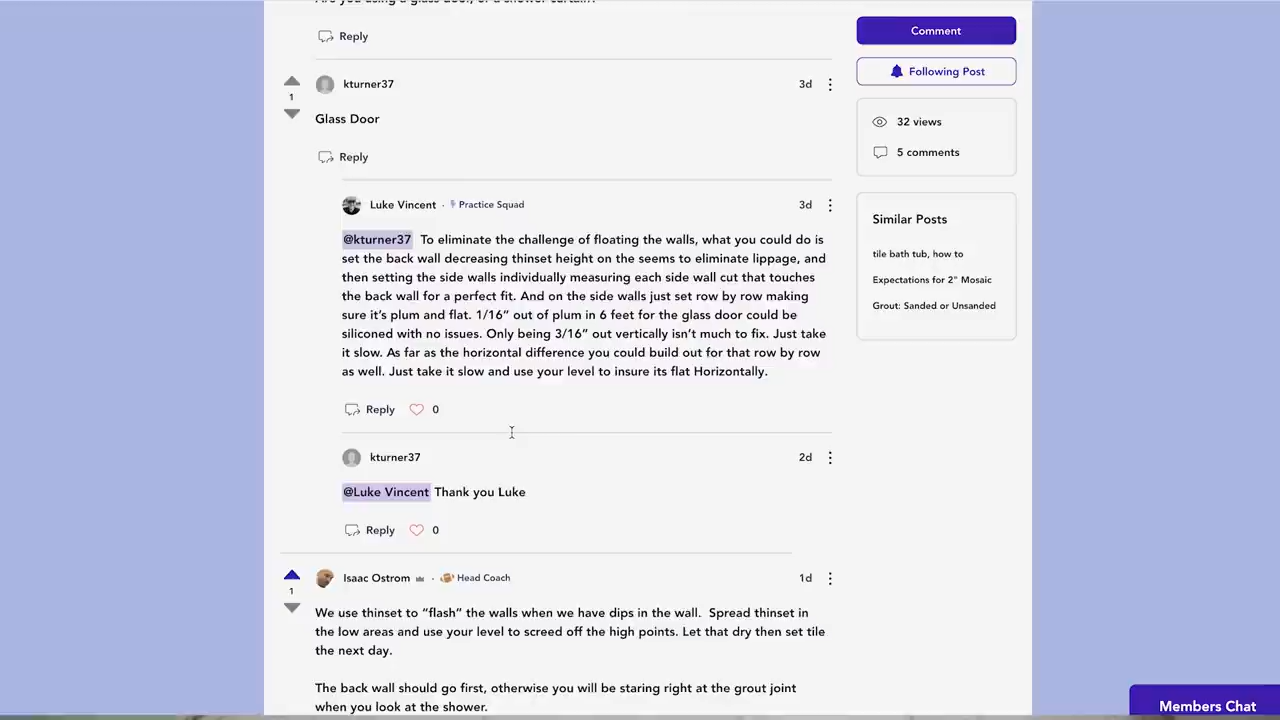 Are you using a glass door, or a shower curtain?
Reply
kturner37
3d
1
Glass Door
Reply
Luke Vincent · Practice Squad
3d
@kturner37 To eliminate the challenge of floating the walls, what you could do is
set the back wall decreasing thinset height on the seems to eliminate lippage, and
then setting the side walls individually measuring each side wall cut that touches
the back wall for a perfect fit. And on the side walls just set row by row making
sure it's plum and flat. 1/16” out of plum in 6 feet for the glass door could be
siliconed with no issues. Only being 3/16” out vertically isn't much to fix. Just take
it slow. As far as the horizontal difference you could build out for that row by row
as well. Just take it slow and use your level to insure its flat Horizontally.
Reply 0
kturner37
2d
@Luke Vincent Thank you Luke
Reply 0
Isaac Ostrom · Head Coach
1d
1
We use thinset to “flash” the walls when we have dips in the wall. Spread thinset in
the low areas and use your level to screed off the high points. Let that dry then set tile
the next day.
The back wall should go first, otherwise you will be staring right at the grout joint
when you look at the shower.
Comment
Following Post
32 views
5 comments
Similar Posts
tile bath tub, how to
Expectations for 2" Mosaic
Grout: Sanded or Unsanded
Members Chat